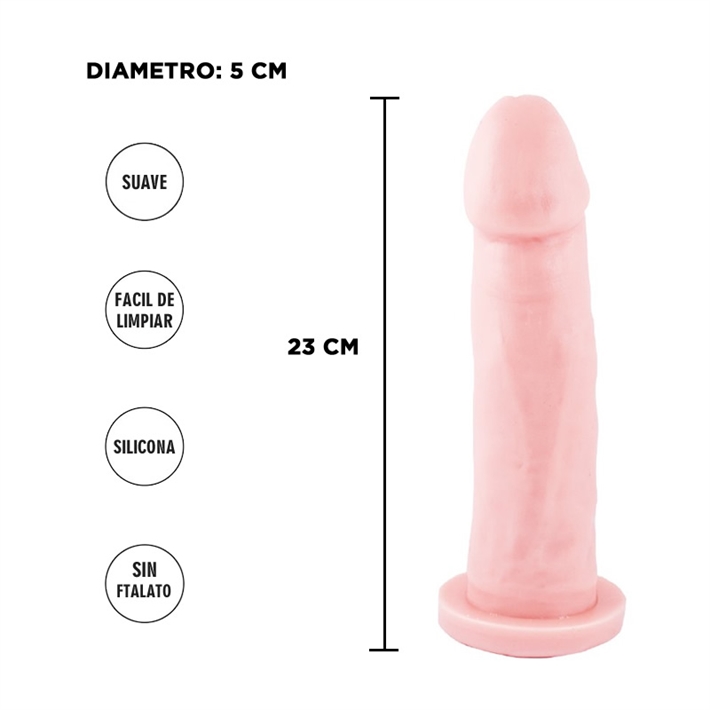 DIAMETRO: 5 CM
SUAVE
FACIL DE
LIMPIAR
23 CM
SILICONA
SIN
FTALATO